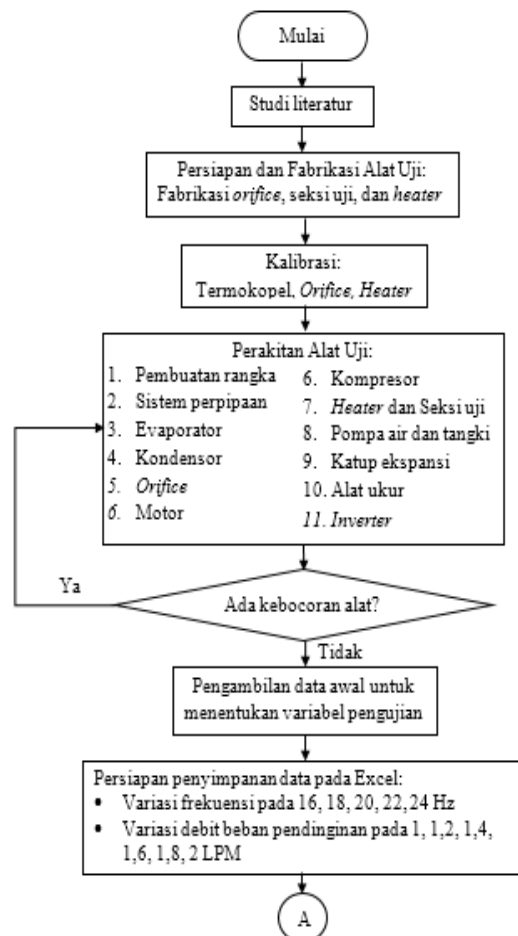 Mulai
Studi literatur
Persiapan dan Fabrikasi Alat Uji:
Fabrikasi orifice, seksi uji, dan heater
Kalibrasi:
Termokopel, Orifice, Heater
Perakitan Alat Uji:
1. Pembuatan rangka
2. Sistem perpipaan
3. Evaporator
4. Kondensor
5. Orifice
6. Motor
6. Kompresor
7. Heater dan Seksi uji
8. Pompa air dan tangki
9. Katup ekspansi
10. Alat ukur
11. Inverter
Ya
Ada kebocoran alat?
Tidak
Pengambilan data awal untuk
menentukan variabel pengujian
Persiapan penyimpanan data pada Excel:
• Variasi frekuensi pada 16, 18, 20, 22,24 Hz
• Variasi debit beban pendinginan pada 1, 1,2, 1,4,
1,6, 1,8, 2 LPM
A